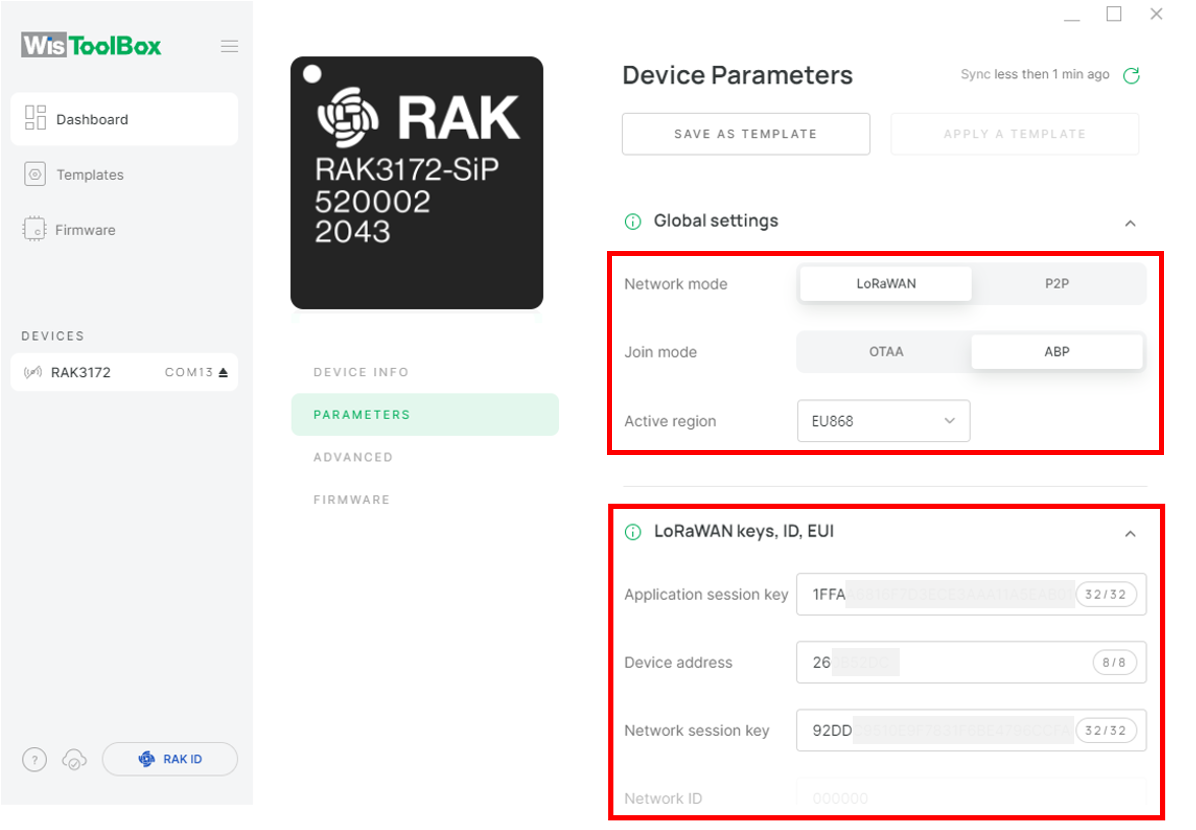 WisToolBox
Dashboard
Templates
Firmware
DEVICES
RAK3172 COM13
?
RAK ID
RAK
RAK3172-SiP
520002
2043
DEVICE INFO
PARAMETERS
ADVANCED
FIRMWARE
Device Parameters
Sync less then 1 min ago
SAVE AS TEMPLATE
APPLY A TEMPLATE
Global settings
Network mode LoRaWAN P2P
Join mode OTAA ABP
Active region EU868
LoRaWAN keys, ID, EUI
Application session key 1FFA 32/32
Device address 26 8/8
Network session key 92DD 32/32
Network ID 000000